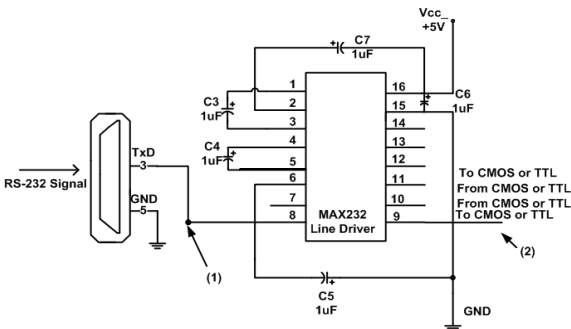 Vcc_
+5V
+ C7
1uF
1
16
C6
+
1uF
2
15
C3
+
1uF
3
14
C4
+
1uF
4
13
TxD
3
5
12
To CMOS or TTL
RS-232 Signal
6
11
From CMOS or TTL
GND
5
7
10
From CMOS or TTL
MAX232
Line Driver
8
9
To CMOS or TTL
(1)
(2)
+
C5
1uF
GND